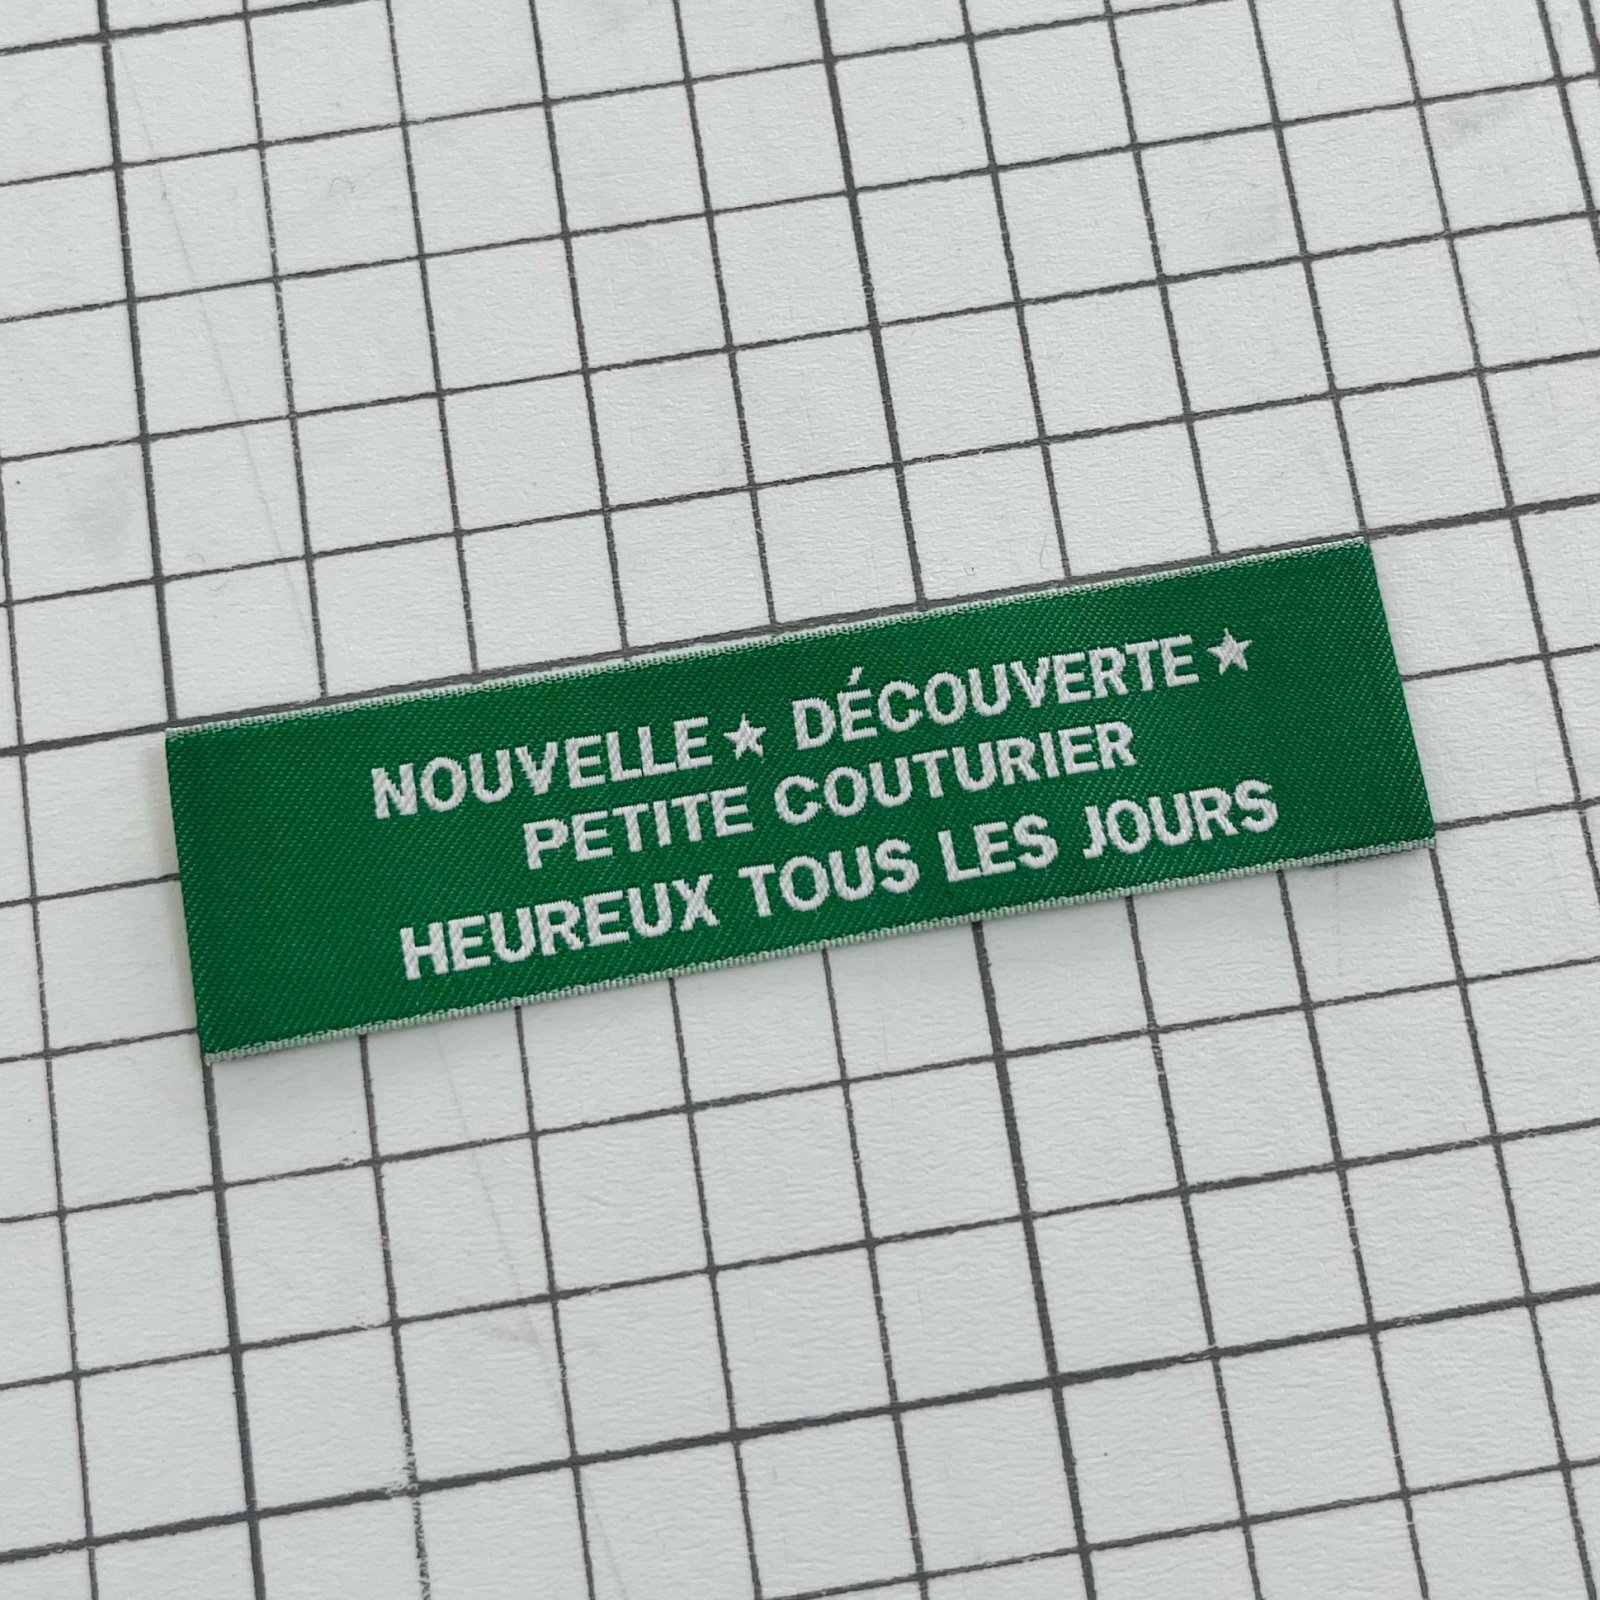 NOUVELLE★ DÉCOUVERTE★
PETITE COUTURIER
HEUREUX TOUS LES JOURS